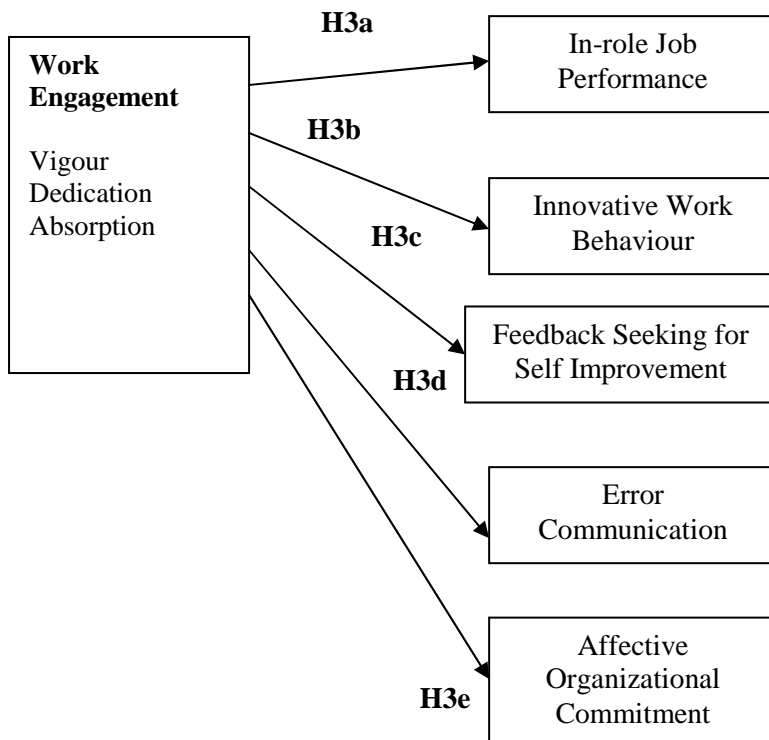 Work
Engagement
Vigour
Dedication
Absorption
H3a
In-role Job
Performance
H3b
Innovative Work
Behaviour
H3c
Feedback Seeking for
Self Improvement
H3d
Error
Communication
H3e
Affective
Organizational
Commitment